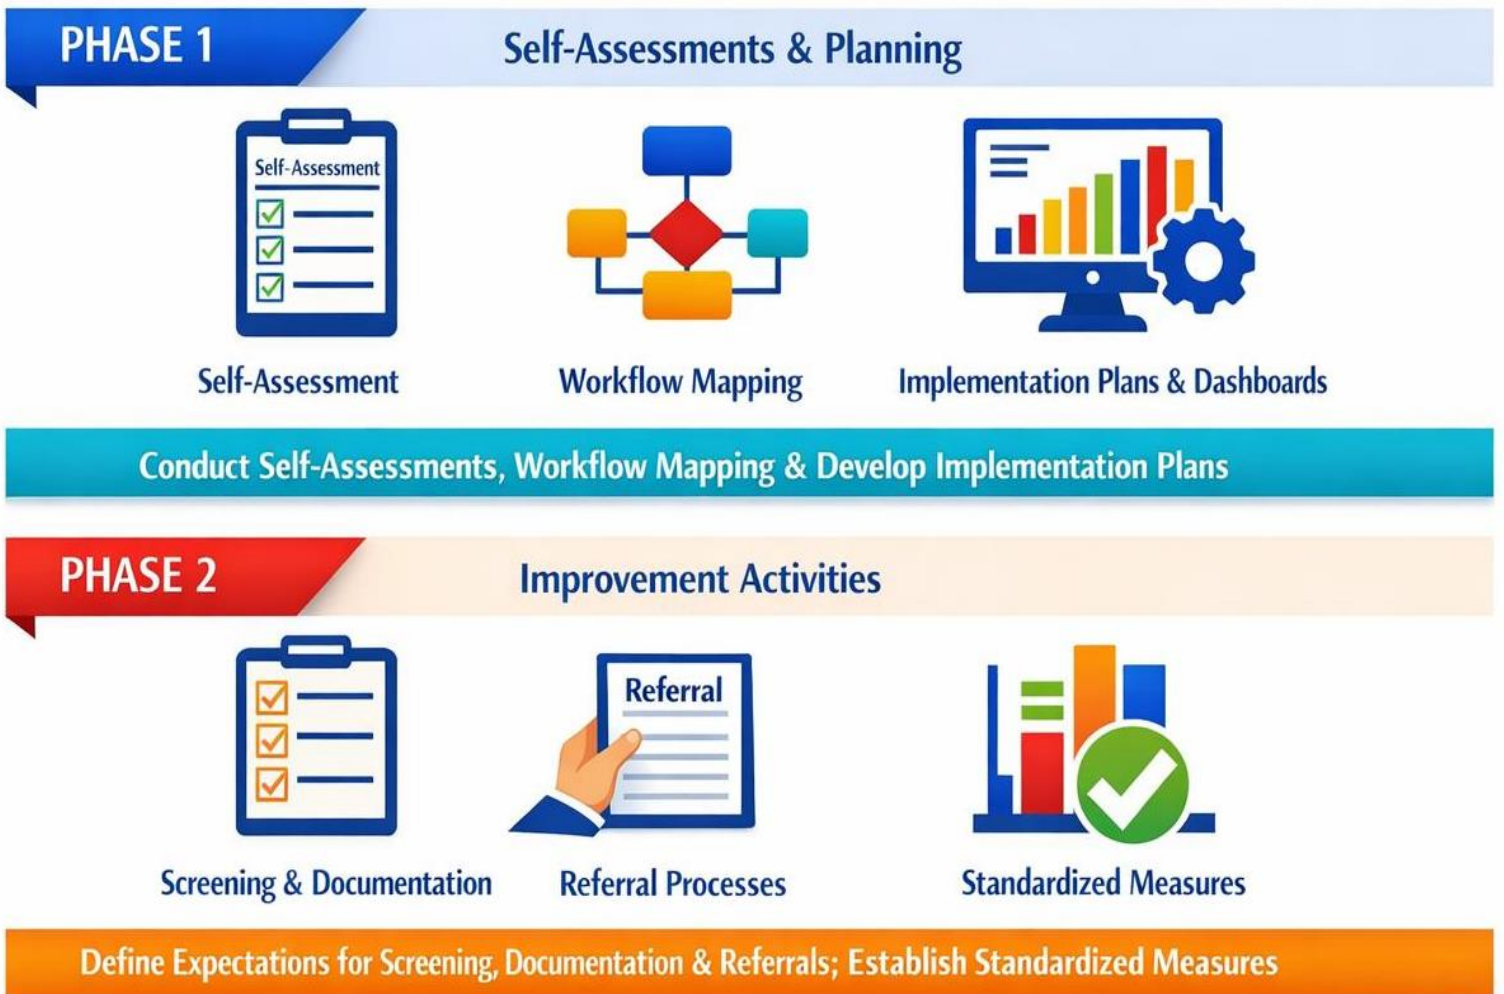 PHASE 1
Self-Assessments & Planning
Self-Assessment
Self-Assessment
Workflow Mapping
Implementation Plans & Dashboards
Conduct Self-Assessments, Workflow Mapping & Develop Implementation Plans
PHASE 2
Improvement Activities
Referral
Screening & Documentation
Referral Processes
Standardized Measures
Define Expectations for Screening, Documentation & Referrals; Establish Standardized Measures